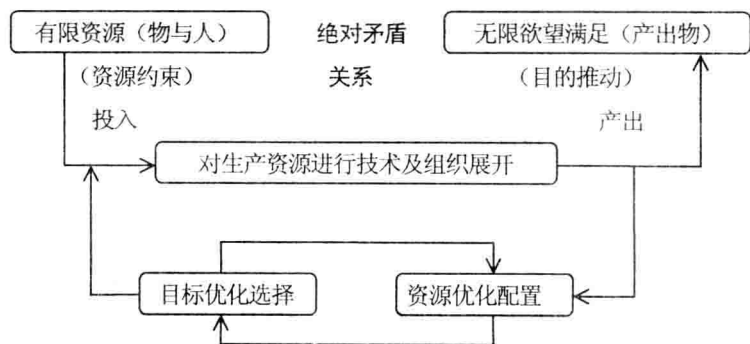 有限资源（物与人） 绝对矛盾 无限欲望满足（产出物）
（资源约束） 关系 （目的推动）
投入 产出
对生产资源进行技术及组织展开
目标优化选择 资源优化配置